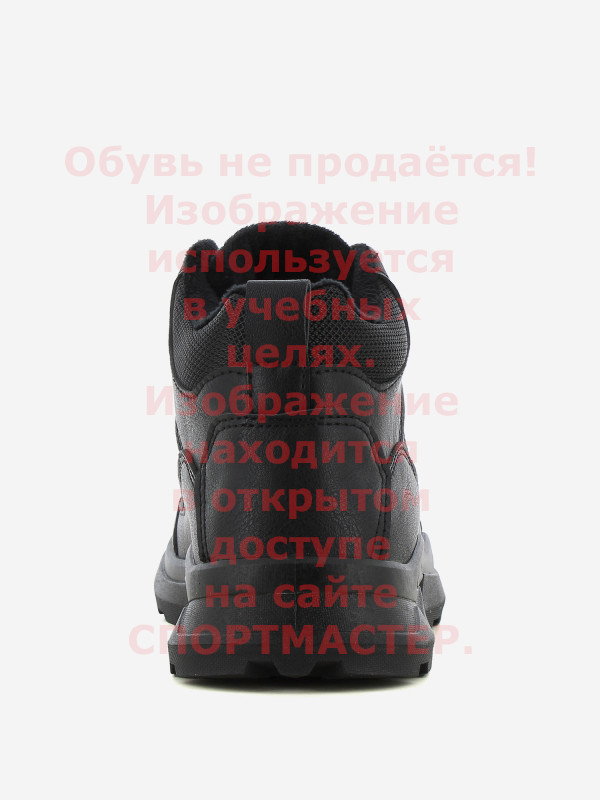 Обувь не продаётся!
Изображение
используется
в учебных
целях.
Изображение
находится
в открытом
доступе
на сайте
СПОРТМАСТЕР.